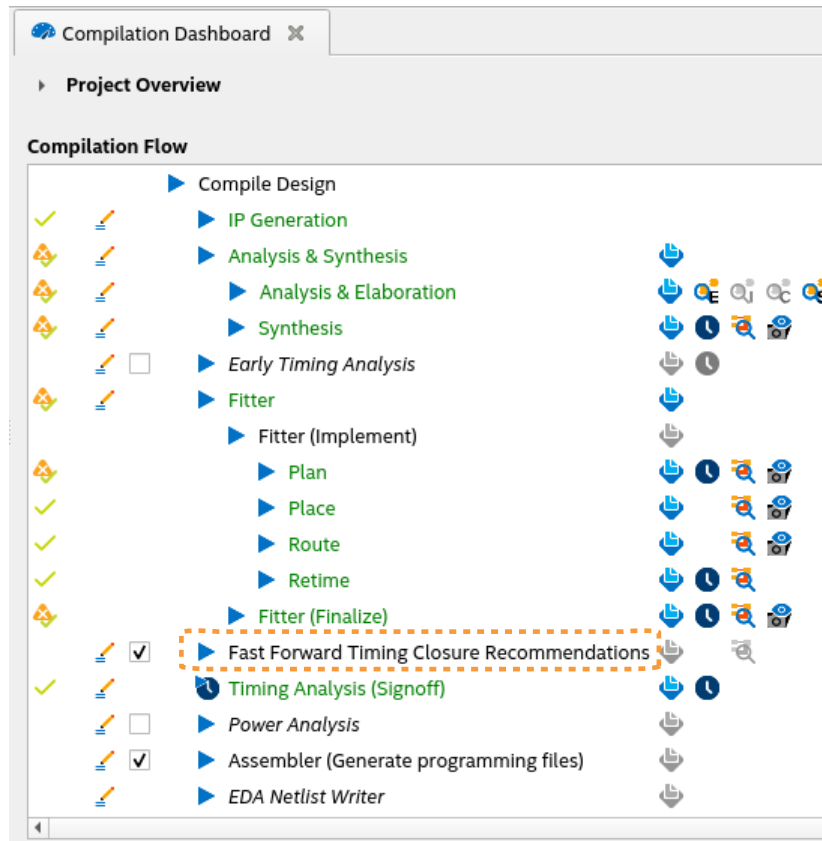 Compilation Dashboard
Project Overview
Compilation Flow
Compile Design
IP Generation
Analysis & Synthesis
Analysis & Elaboration
Synthesis
Early Timing Analysis
Fitter
Fitter (Implement)
Plan
Place
Route
Retime
Fitter (Finalize)
Fast Forward Timing Closure Recommendations
Timing Analysis (Signoff)
Power Analysis
Assembler (Generate programming files)
EDA Netlist Writer